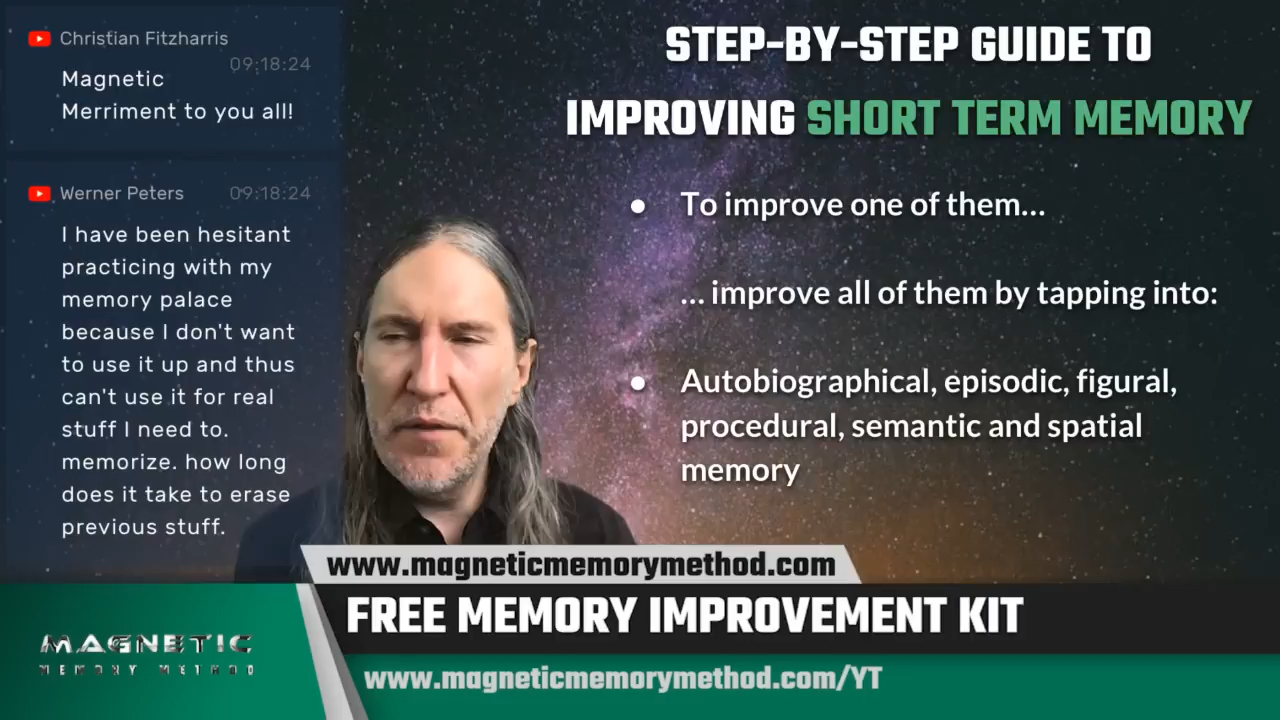 Christian Fitzharris
09:18:24
Magnetic
Merriment to you all!
Werner Peters 09:18:24
I have been hesitant
practicing with my
memory palace
because I don't want
to use it up and thus
can't use it for real
stuff I need to.
memorize. how long
does it take to erase
previous stuff.
STEP-BY-STEP GUIDE TO
IMPROVING SHORT TERM MEMORY
● To improve one of them...
... improve all of them by tapping into:
● Autobiographical, episodic, figural,
procedural, semantic and spatial
memory
www.magneticmemorymethod.com
FREE MEMORY IMPROVEMENT KIT
MAGNETIC
MEMORY METHOD
www.magneticmemorymethod.com/YT